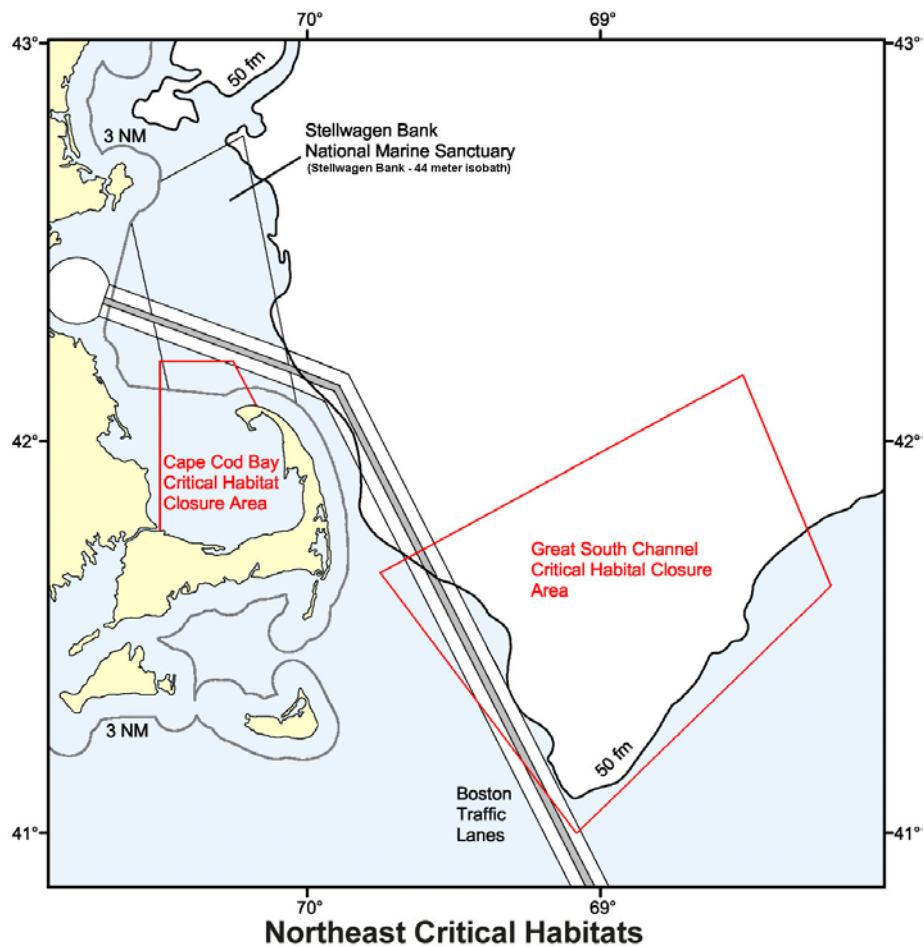 70°
69°
43°
43°
50 fm
3 NM
Stellwagen Bank
National Marine Sanctuary
(Stellwagen Bank - 44 meter isobath)
42°
42°
Cape Cod Bay
Critical Habitat
Closure Area
Great South Channel
Critical Habital Closure
Area
3 NM
50 fm
Boston
Traffic
Lanes
41°
41°
70°
69°
Northeast Critical Habitats